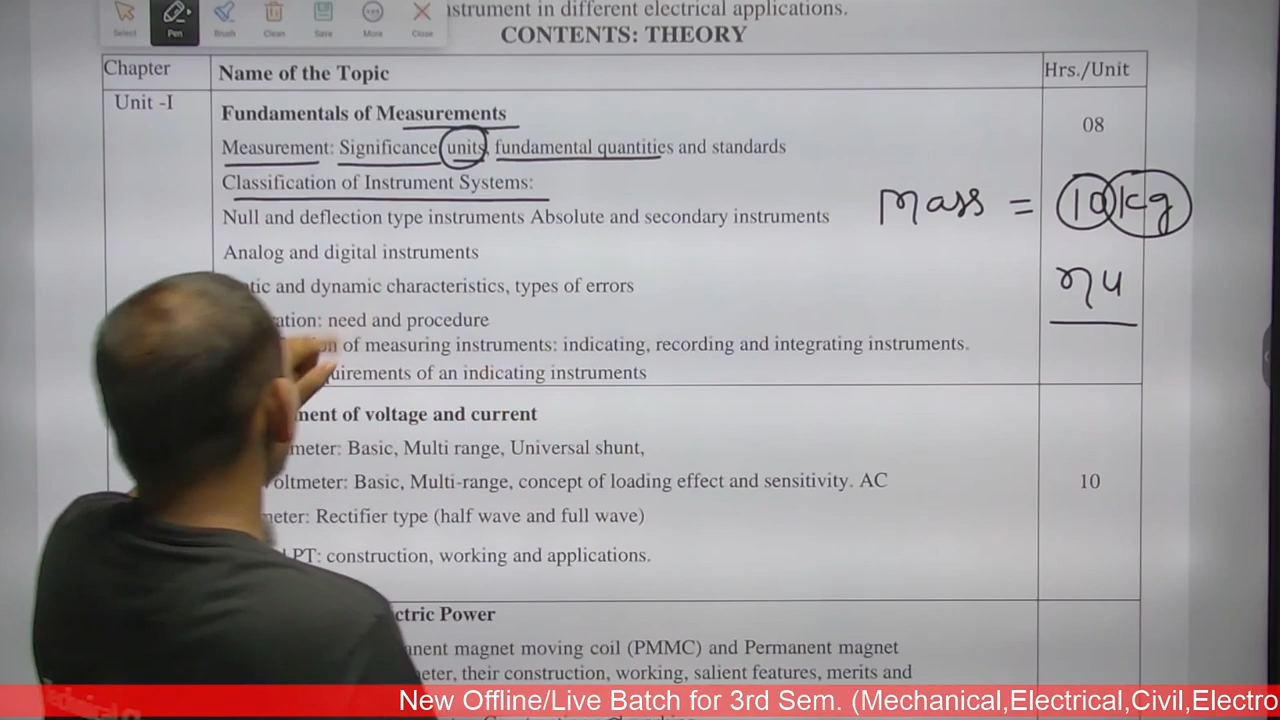 Select Pen Brush Clean Save More Close
nstrument in different electrical applications.
CONTENTS: THEORY
Chapter Name of the Topic Hrs./Unit
Unit -I Fundamentals of Measurements 08
Measurement: Significance units, fundamental quantities and standards
Classification of Instrument Systems:
Mass = 10 kg
Null and deflection type instruments Absolute and secondary instruments
Analog and digital instruments
nu
tic and dynamic characteristics, types of errors
ation: need and procedure
of measuring instruments: indicating, recording and integrating instruments.
uirements of an indicating instruments
ment of voltage and current
meter: Basic, Multi range, Universal shunt,
oltmeter: Basic, Multi-range, concept of loading effect and sensitivity. AC 10
meter: Rectifier type (half wave and full wave)
PT: construction, working and applications.
ctric Power
anent magnet moving coil (PMMC) and Permanent magnet
eter, their construction, working, salient features, merits and
New Offline/Live Batch for 3rd Sem. (Mechanical,Electrical,Civil,Electro